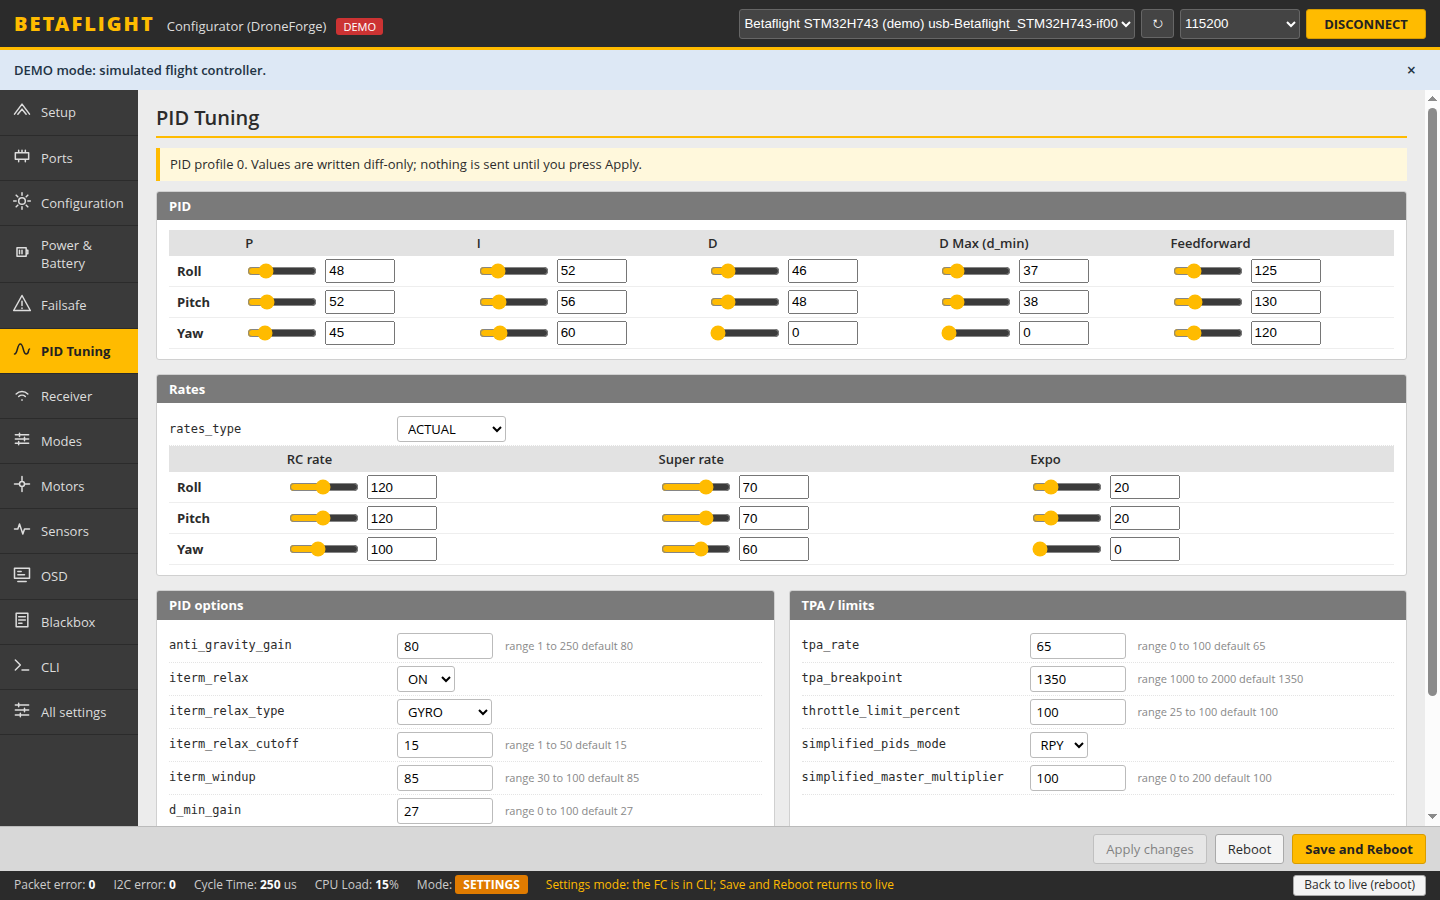 BETAFLIGHT Configurator (DroneForge) DEMO Betaflight STM32H743 (demo) usb-Betaflight_STM32H743-if00 ↻ 115200 DISCONNECT
DEMO mode: simulated flight controller. ×
Setup
Ports
Configuration
Power &
Battery
Failsafe
PID Tuning
Receiver
Modes
Motors
Sensors
OSD
Blackbox
CLI
All settings
PID Tuning
PID profile 0. Values are written diff-only; nothing is sent until you press Apply.
PID
P I D D Max (d_min) Feedforward
Roll 48 52 46 37 125
Pitch 52 56 48 38 130
Yaw 45 60 0 0 120
Rates
rates_type ACTUAL
RC rate Super rate Expo
Roll 120 70 20
Pitch 120 70 20
Yaw 100 60 0
PID options
anti_gravity_gain 80 range 1 to 250 default 80
iterm_relax ON
iterm_relax_type GYRO
iterm_relax_cutoff 15 range 1 to 50 default 15
iterm_windup 85 range 30 to 100 default 85
d_min_gain 27 range 0 to 100 default 27
TPA / limits
tpa_rate 65 range 0 to 100 default 65
tpa_breakpoint 1350 range 1000 to 2000 default 1350
throttle_limit_percent 100 range 25 to 100 default 100
simplified_pids_mode RPY
simplified_master_multiplier 100 range 0 to 200 default 100
Apply changes Reboot Save and Reboot
Packet error: 0 I2C error: 0 Cycle Time: 250 us CPU Load: 15% Mode: SETTINGS Settings mode: the FC is in CLI; Save and Reboot returns to live Back to live (reboot)